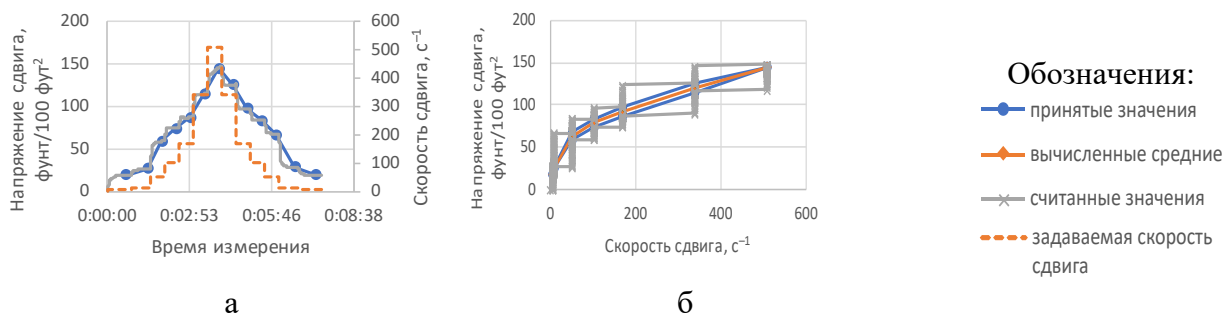 Напряжение сдвига,
фунт/100 фут²
200
150
100
50
0
600
500
400
300
200
100
0
Скорость сдвига, с⁻¹
0:00:00 0:02:53 0:05:46 0:08:38
Время измерения
а
Напряжение сдвига,
фунт/100 фут²
200
150
100
50
0
0 200 400 600
Скорость сдвига, с⁻¹
б
Обозначения:
принятые значения
вычисленные средние
считанные значения
задаваемая скорость
сдвига